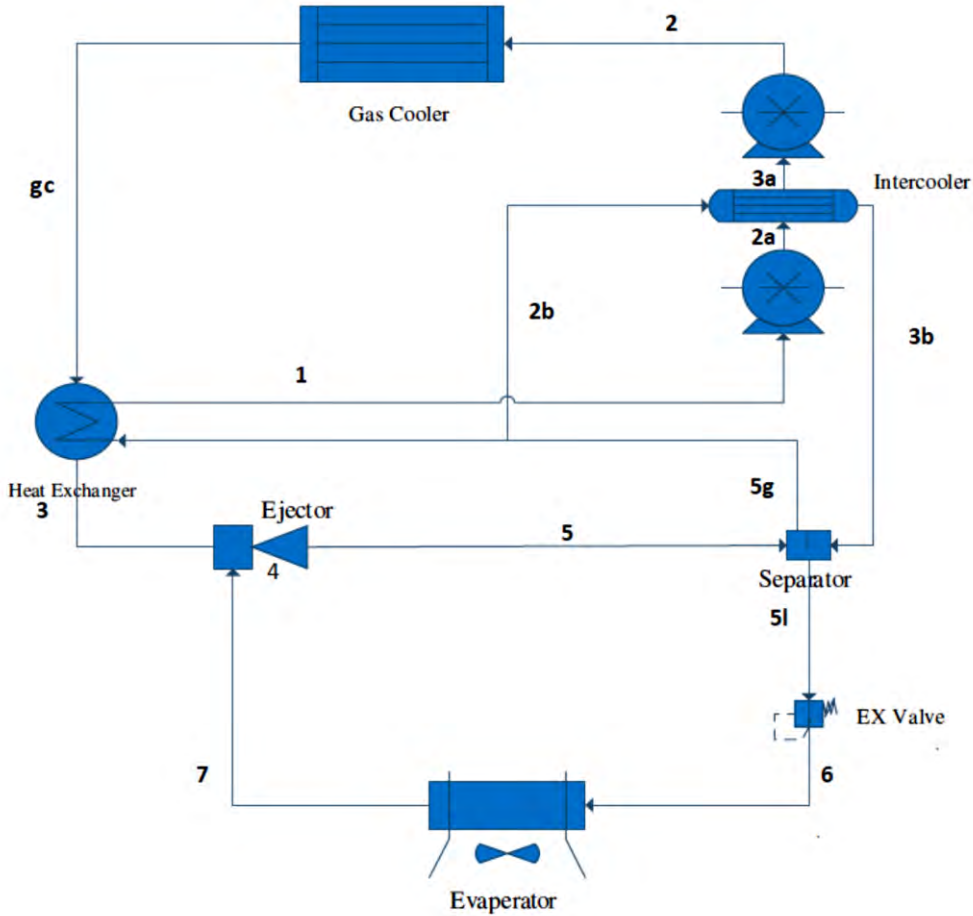 2
Gas Cooler
gc
3a
Intercooler
2a
2b
3b
1
Heat Exchanger
3
5g
Ejector
5
4
Separator
5l
EX Valve
7
6
Evaperator